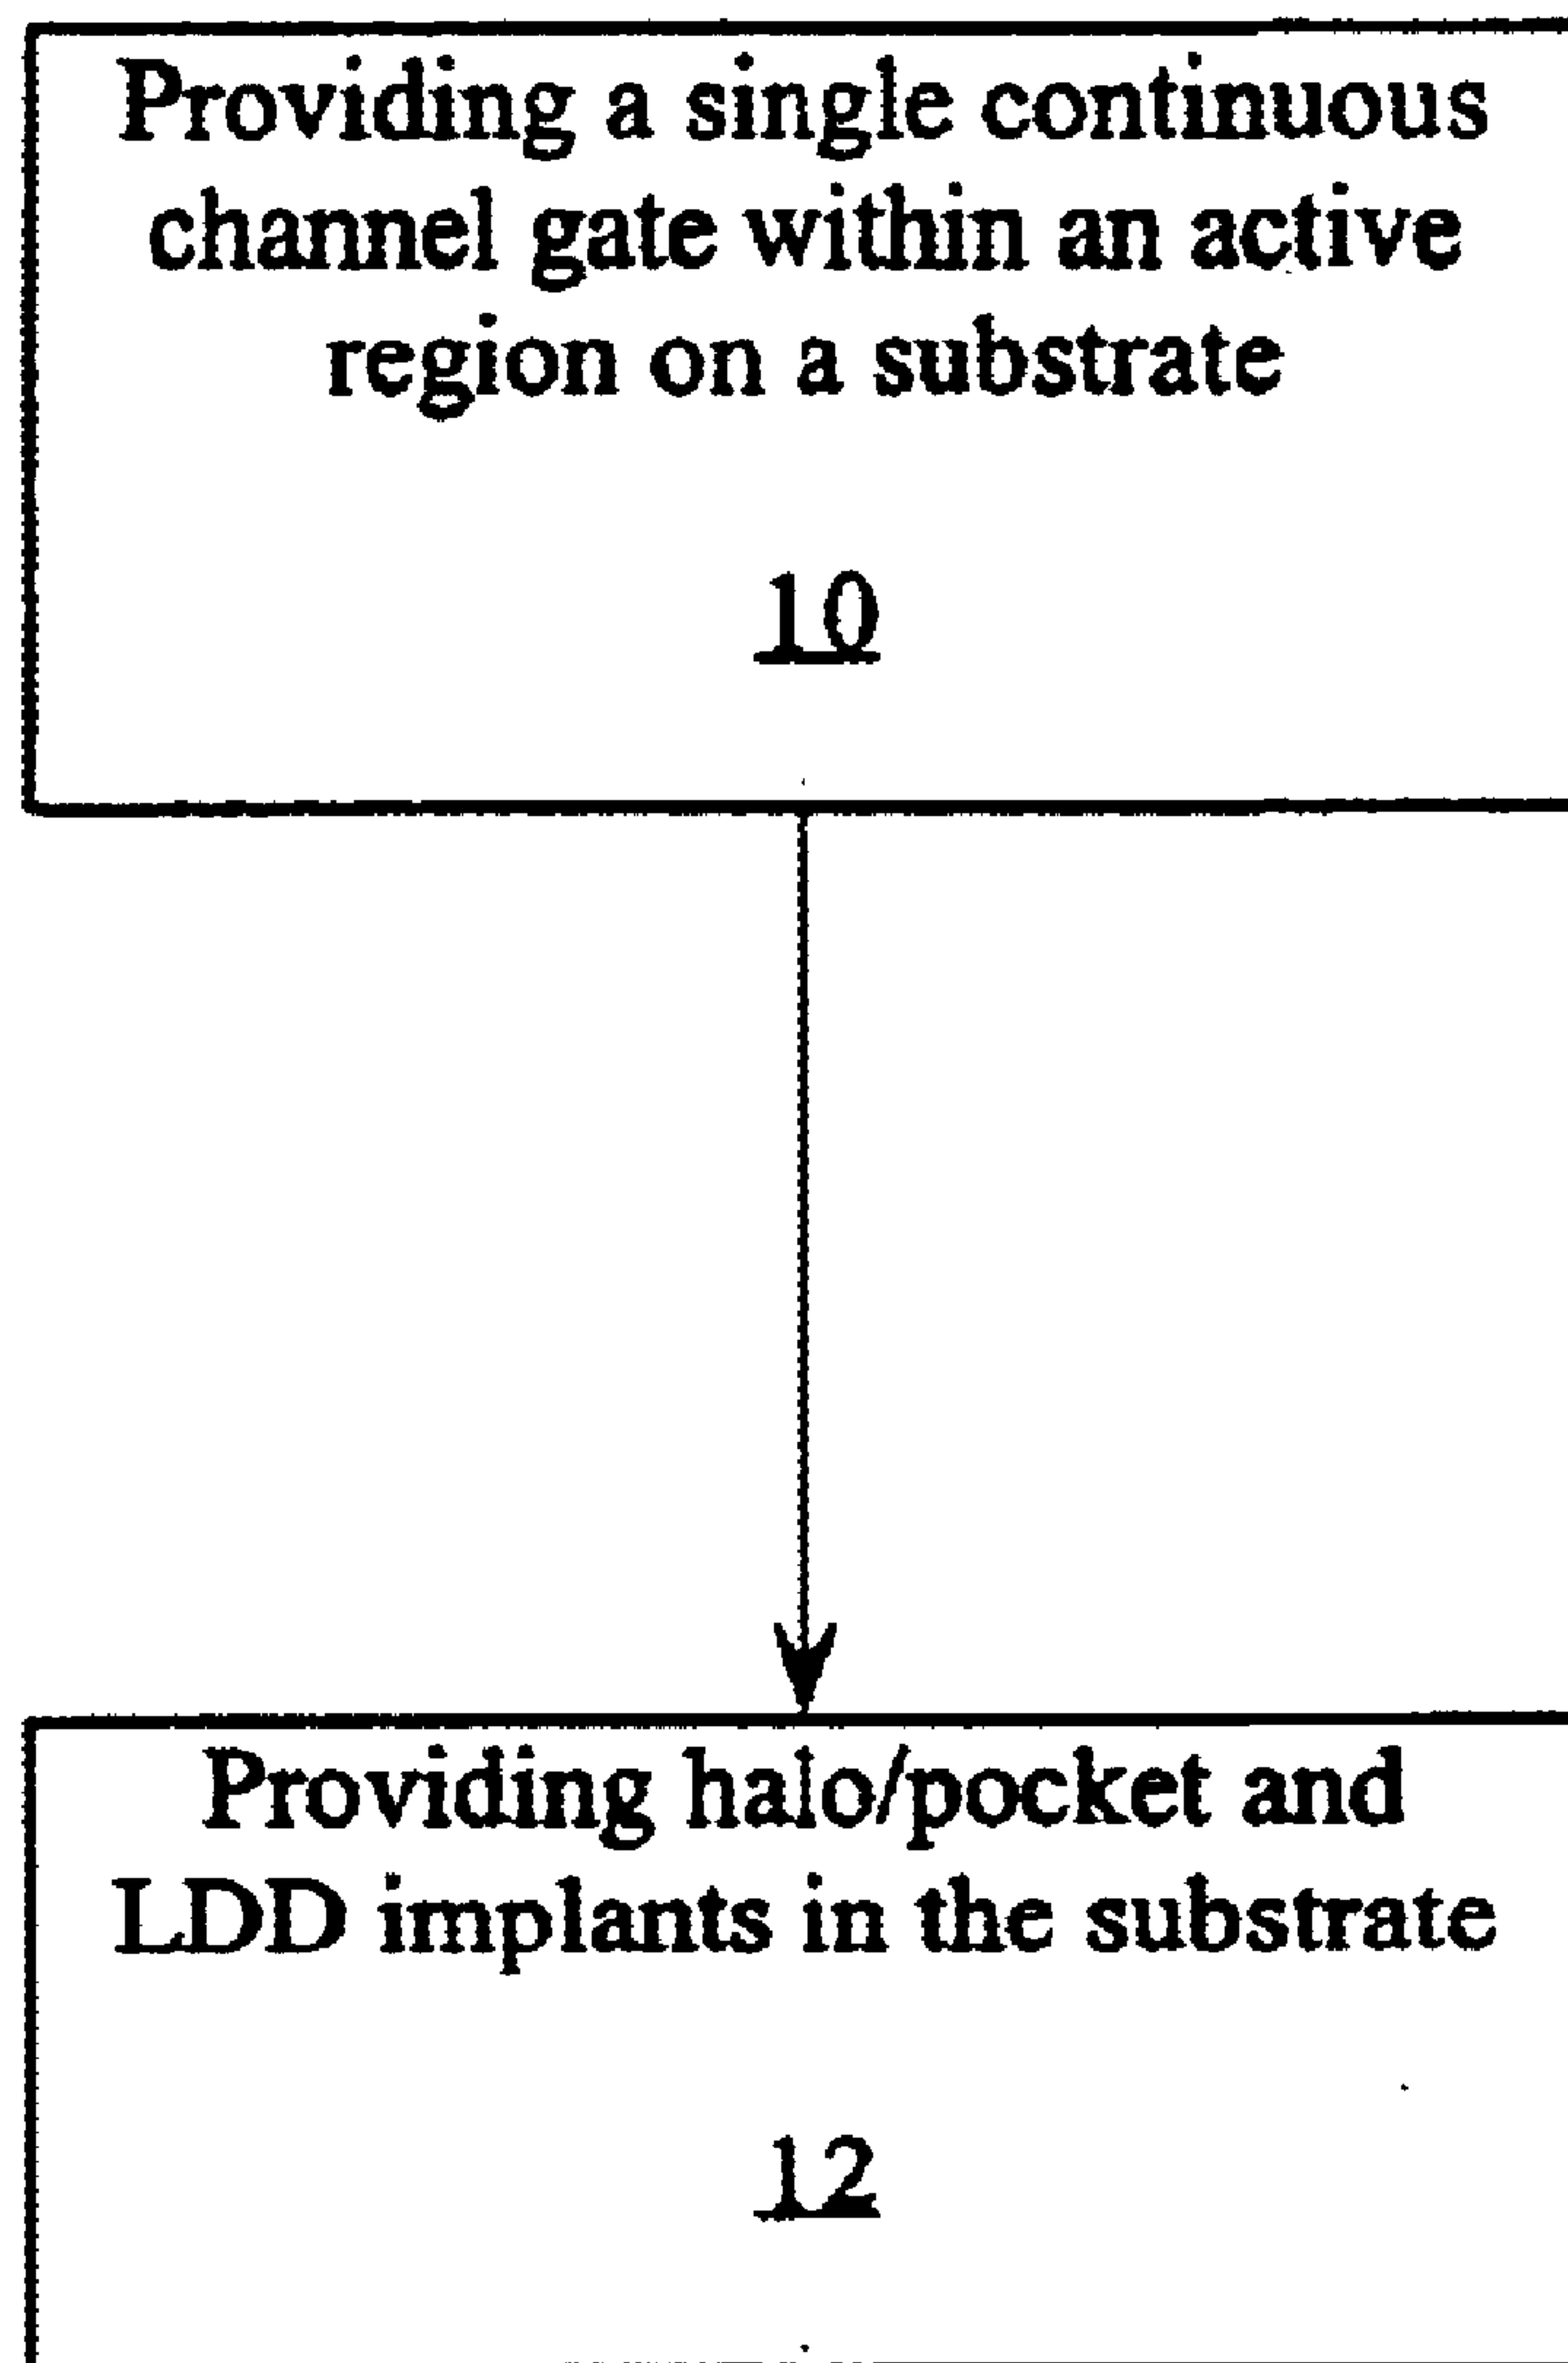 Providing a single continuous
channel gate within an active
region on a substrate
10
Providing halo/pocket and
LDD implants in the substrate
12